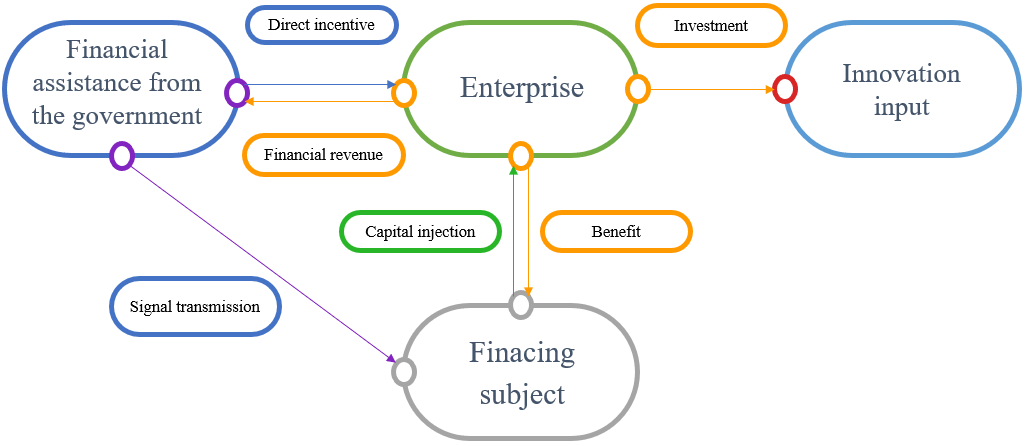 Direct incentive
Investment
Financial
assistance from
the government
Enterprise
Innovation
input
Financial revenue
Capital injection
Benefit
Signal transmission
Finacing
subject